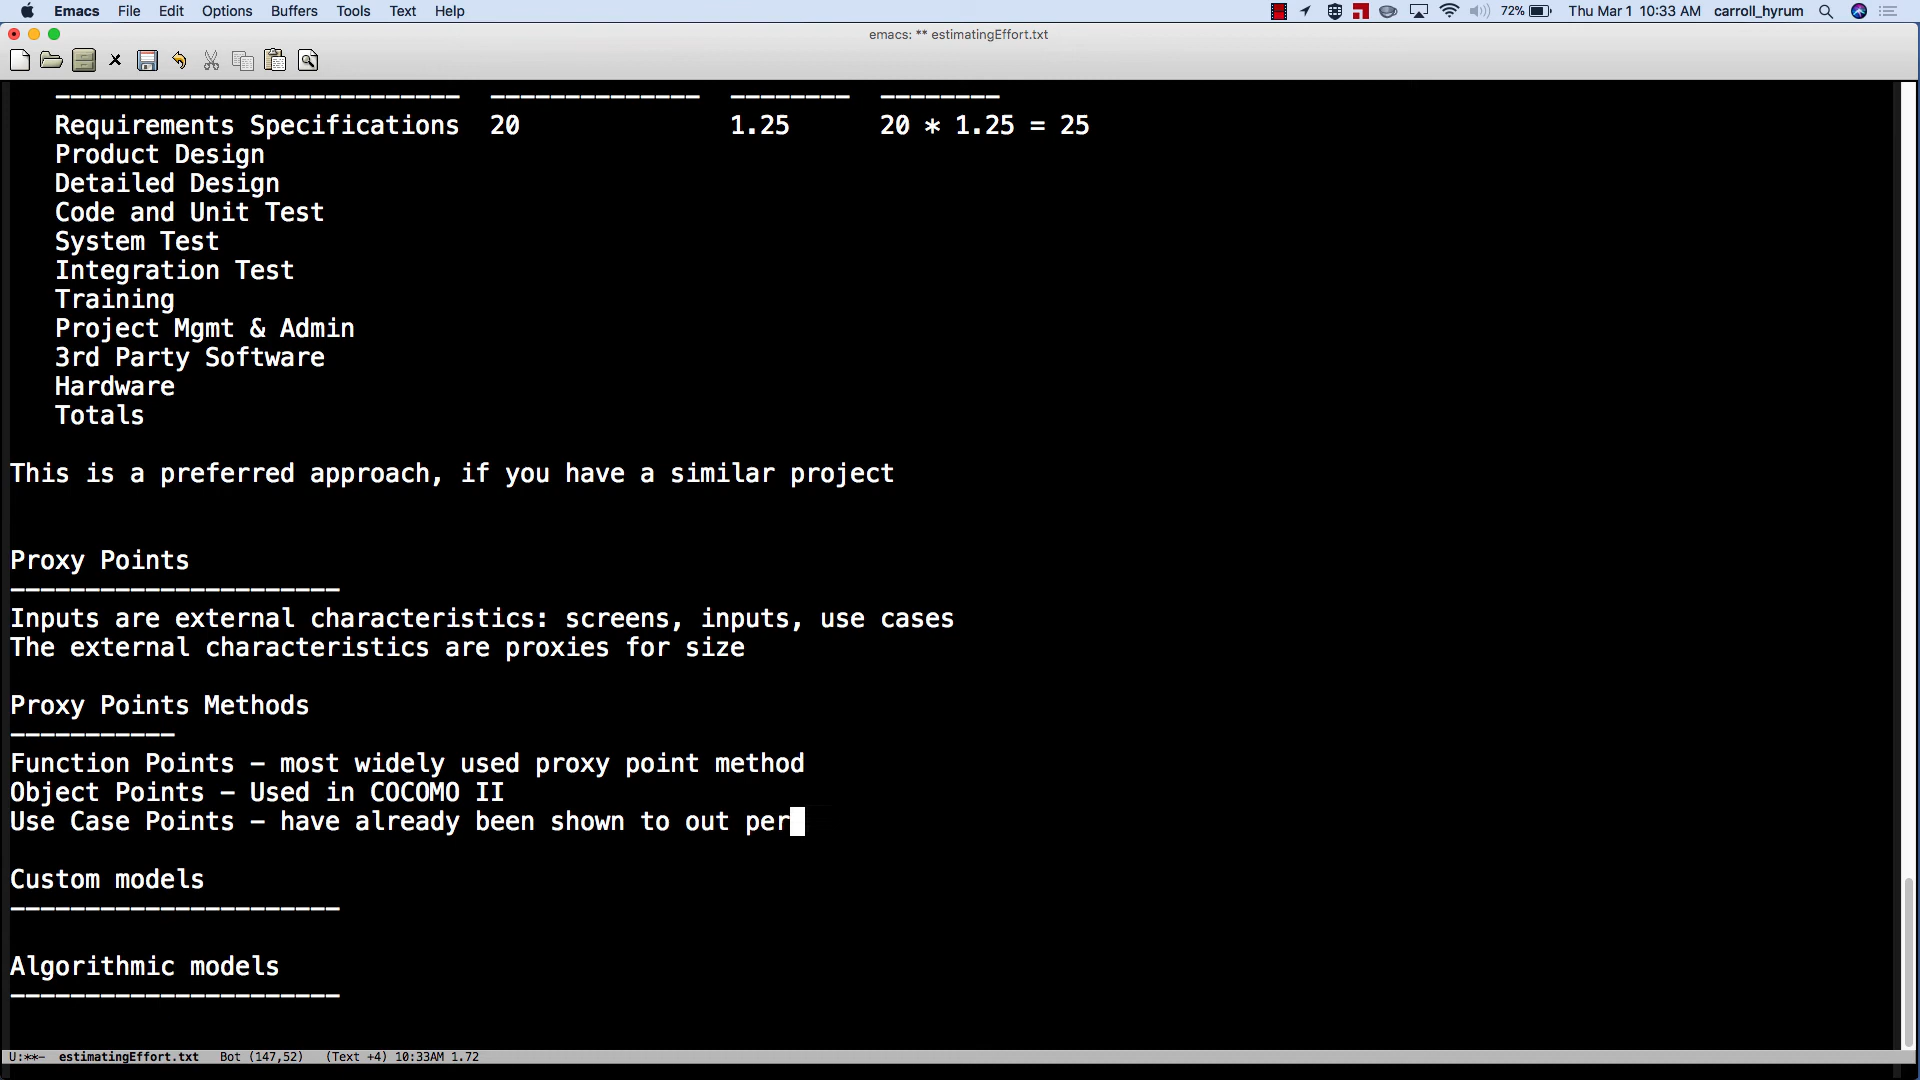 Emacs File Edit Options Buffers Tools Text Help 72% Thu Mar 1 10:33 AM carroll_hyrum
emacs: ** estimatingEffort.txt
--------------------------- -------------- -------- --------
Requirements Specifications 20 1.25 20 * 1.25 = 25
Product Design
Detailed Design
Code and Unit Test
System Test
Integration Test
Training
Project Mgmt & Admin
3rd Party Software
Hardware
Totals
This is a preferred approach, if you have a similar project
Proxy Points
----------------------
Inputs are external characteristics: screens, inputs, use cases
The external characteristics are proxies for size
Proxy Points Methods
-----------
Function Points - most widely used proxy point method
Object Points - Used in COCOMO II
Use Case Points - have already been shown to out per
Custom models
----------------------
Algorithmic models
----------------------
U:**- estimatingEffort.txt Bot (147,52) (Text +4) 10:33AM 1.72